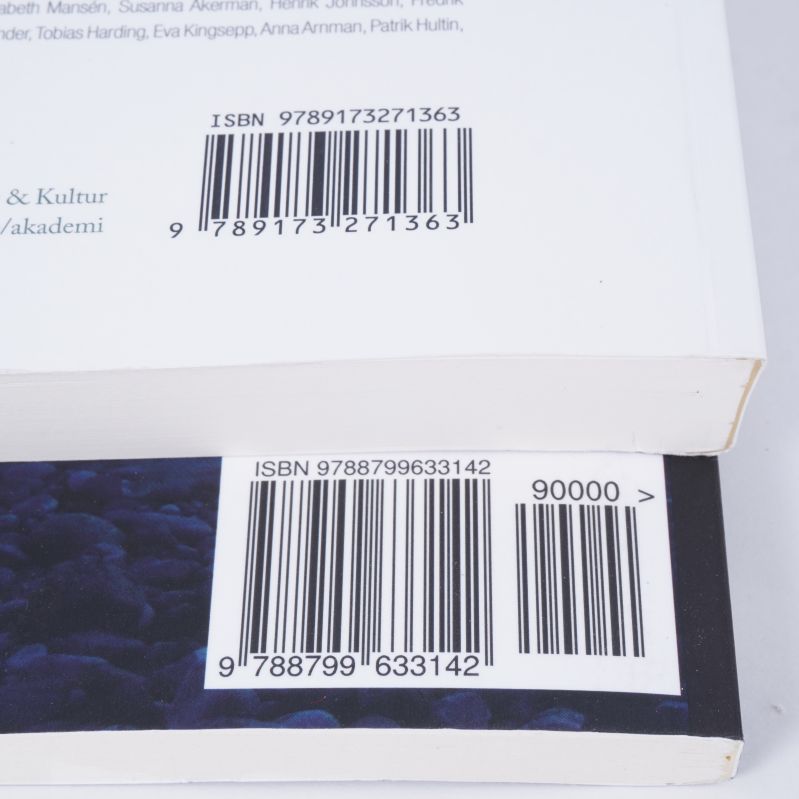 abeth Mansén, Susanna Åkerman, Henrik Johnsson, Fredrik
nder, Tobias Harding, Eva Kingsepp, Anna Arnman, Patrik Hultin,
ISBN 9789173271363
& Kultur
/akademi
9 789173 271363
ISBN 9788799633142
90000 >
9 788799 633142